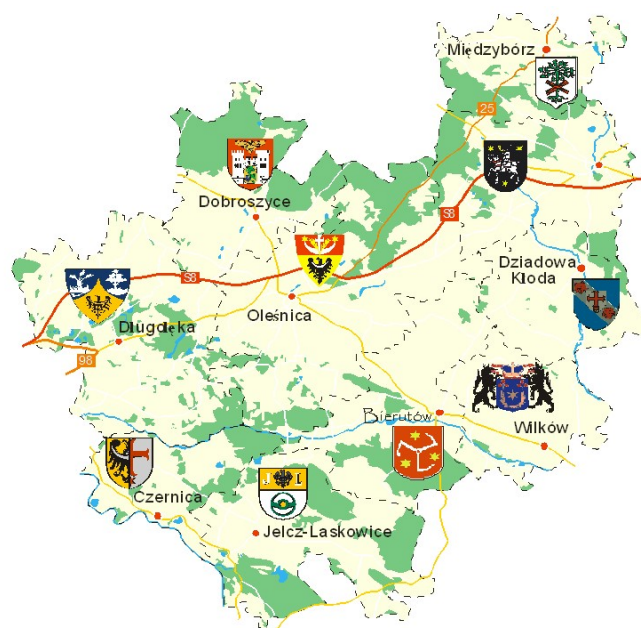 Międzybórz
25
Dobroszyce
S8
S8
Dziadowa
Kłoda
Oleśnica
Długołęka
98
Bierutów
Wilków
J L
Czernica
Jelcz-Laskowice